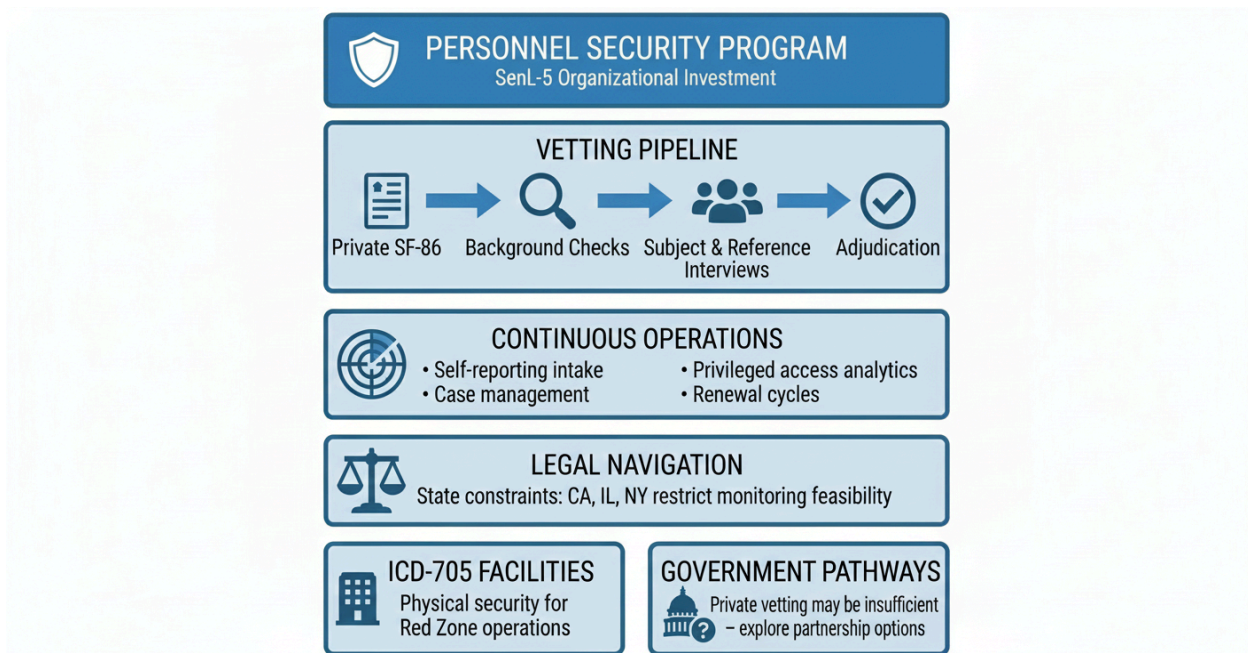 PERSONNEL SECURITY PROGRAM
SenL-5 Organizational Investment
VETTING PIPELINE
Private SF-86
Background Checks
Subject & Reference
Interviews
Adjudication
CONTINUOUS OPERATIONS
• Self-reporting intake
• Case management
• Privileged access analytics
• Renewal cycles
LEGAL NAVIGATION
State constraints: CA, IL, NY restrict monitoring feasibility
ICD-705 FACILITIES
Physical security for
Red Zone operations
GOVERNMENT PATHWAYS
Private vetting may be insufficient
– explore partnership options
?